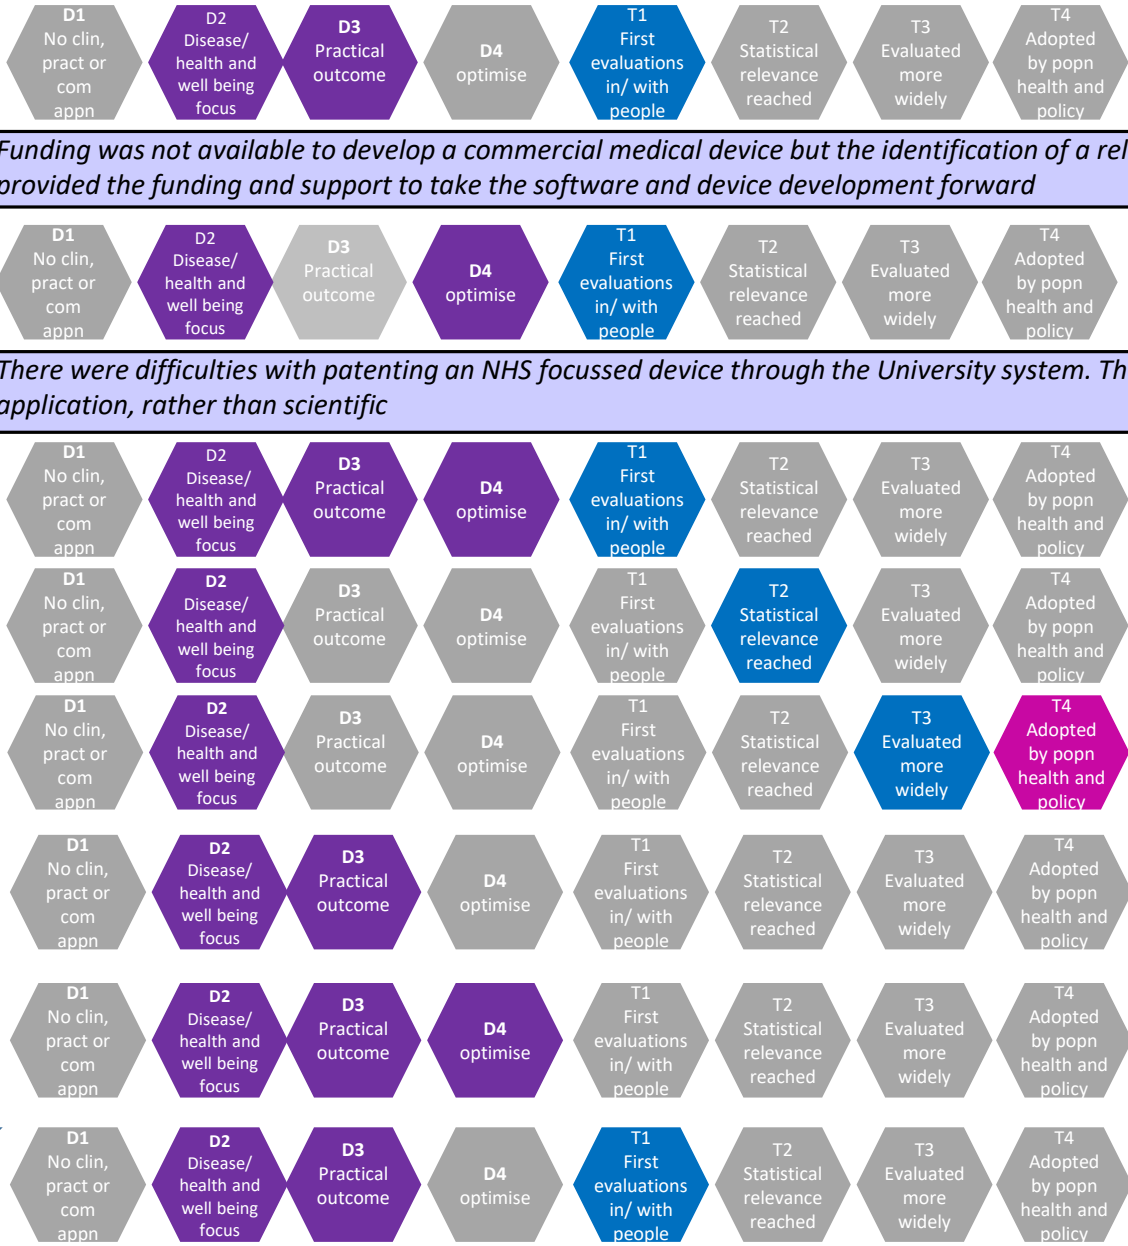 D1
No clin,
pract or
com
appn
D2
Disease/
health and
well being
focus
D3
Practical
outcome
D4
optimise
T1
First
evaluations
in/ with
people
T2
Statistical
relevance
reached
T3
Evaluated
more
widely
T4
Adopted
by popn
health and
policy
Funding was not available to develop a commercial medical device but the identification of a rel
provided the funding and support to take the software and device development forward
D1
No clin,
pract or
com
appn
D2
Disease/
health and
well being
focus
D3
Practical
outcome
D4
optimise
T1
First
evaluations
in/ with
people
T2
Statistical
relevance
reached
T3
Evaluated
more
widely
T4
Adopted
by popn
health and
policy
There were difficulties with patenting an NHS focussed device through the University system. Th
application, rather than scientific
D1
No clin,
pract or
com
appn
D2
Disease/
health and
well being
focus
D3
Practical
outcome
D4
optimise
T1
First
evaluations
in/ with
people
T2
Statistical
relevance
reached
T3
Evaluated
more
widely
T4
Adopted
by popn
health and
policy
D1
No clin,
pract or
com
appn
D2
Disease/
health and
well being
focus
D3
Practical
outcome
D4
optimise
T1
First
evaluations
in/ with
people
T2
Statistical
relevance
reached
T3
Evaluated
more
widely
T4
Adopted
by popn
health and
policy
D1
No clin,
pract or
com
appn
D2
Disease/
health and
well being
focus
D3
Practical
outcome
D4
optimise
T1
First
evaluations
in/ with
people
T2
Statistical
relevance
reached
T3
Evaluated
more
widely
T4
Adopted
by popn
health and
policy
D1
No clin,
pract or
com
appn
D2
Disease/
health and
well being
focus
D3
Practical
outcome
D4
optimise
T1
First
evaluations
in/ with
people
T2
Statistical
relevance
reached
T3
Evaluated
more
widely
T4
Adopted
by popn
health and
policy
D1
No clin,
pract or
com
appn
D2
Disease/
health and
well being
focus
D3
Practical
outcome
D4
optimise
T1
First
evaluations
in/ with
people
T2
Statistical
relevance
reached
T3
Evaluated
more
widely
T4
Adopted
by popn
health and
policy
D1
No clin,
pract or
com
appn
D2
Disease/
health and
well being
focus
D3
Practical
outcome
D4
optimise
T1
First
evaluations
in/ with
people
T2
Statistical
relevance
reached
T3
Evaluated
more
widely
T4
Adopted
by popn
health and
policy